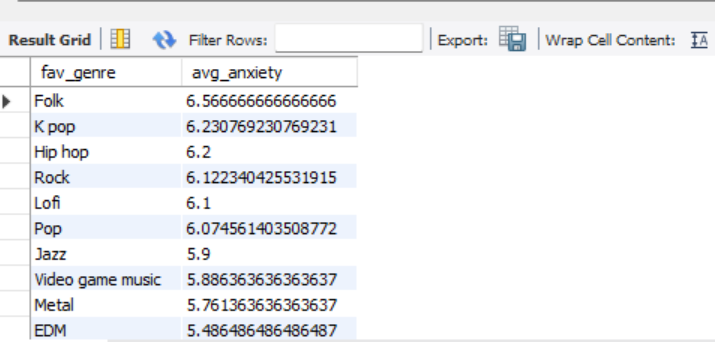 Result Grid Filter Rows: Export: Wrap Cell Content:
fav_genre avg_anxiety
Folk 6.566666666666666
K pop 6.230769230769231
Hip hop 6.2
Rock 6.122340425531915
Lofi 6.1
Pop 6.074561403508772
Jazz 5.9
Video game music 5.886363636363637
Metal 5.761363636363637
EDM 5.486486486486487